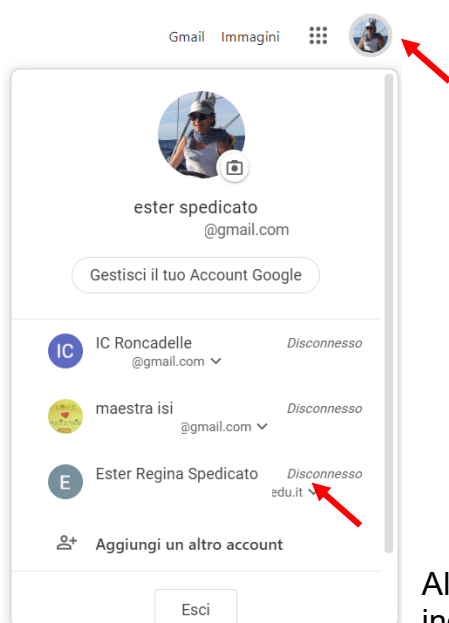 Gmail Immagini
ester spedicato
@gmail.com
Gestisci il tuo Account Google
IC
IC Roncadelle
Disconnesso
@gmail.com
maestra isi
Disconnesso
@gmail.com
E
Ester Regina Spedicato
Disconnesso
edu.it
Aggiungi un altro account
Esci
Al